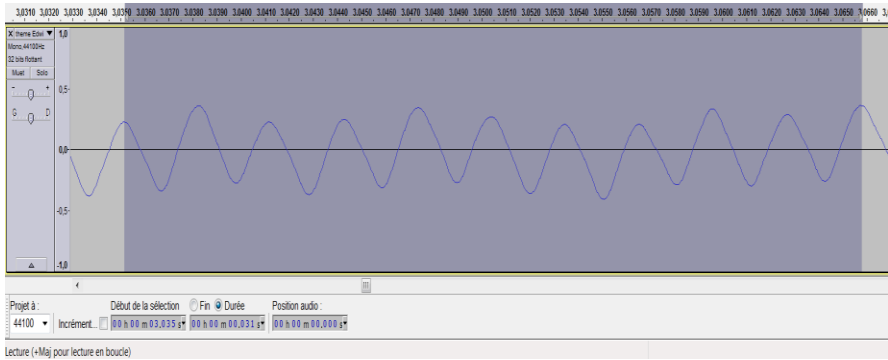 3,0310 3,0320 3,0330 3,0340 3,0350 3,0360 3,0370 3,0380 3,0390 3,0400 3,0410 3,0420 3,0430 3,0440 3,0450 3,0460 3,0470 3,0480 3,0490 3,0500 3,0510 3,0520 3,0530 3,0540 3,0550 3,0560 3,0570 3,0580 3,0590 3,0600 3,0610 3,0620 3,0630 3,0640 3,0650 3,0660
X theme Edwi ▼ 1,0
Mono,44100Hz
32 bits flottant
Muet Solo
- + 0,5-
G D
0,0-
-0,5-
-1,0
Projet à : Début de la sélection Fin Durée Position audio :
44100 Incrément... 00 h 00 m 03,035 s 00 h 00 m 00,031 s 00 h 00 m 00,000 s
Lecture (+Maj pour lecture en boucle)